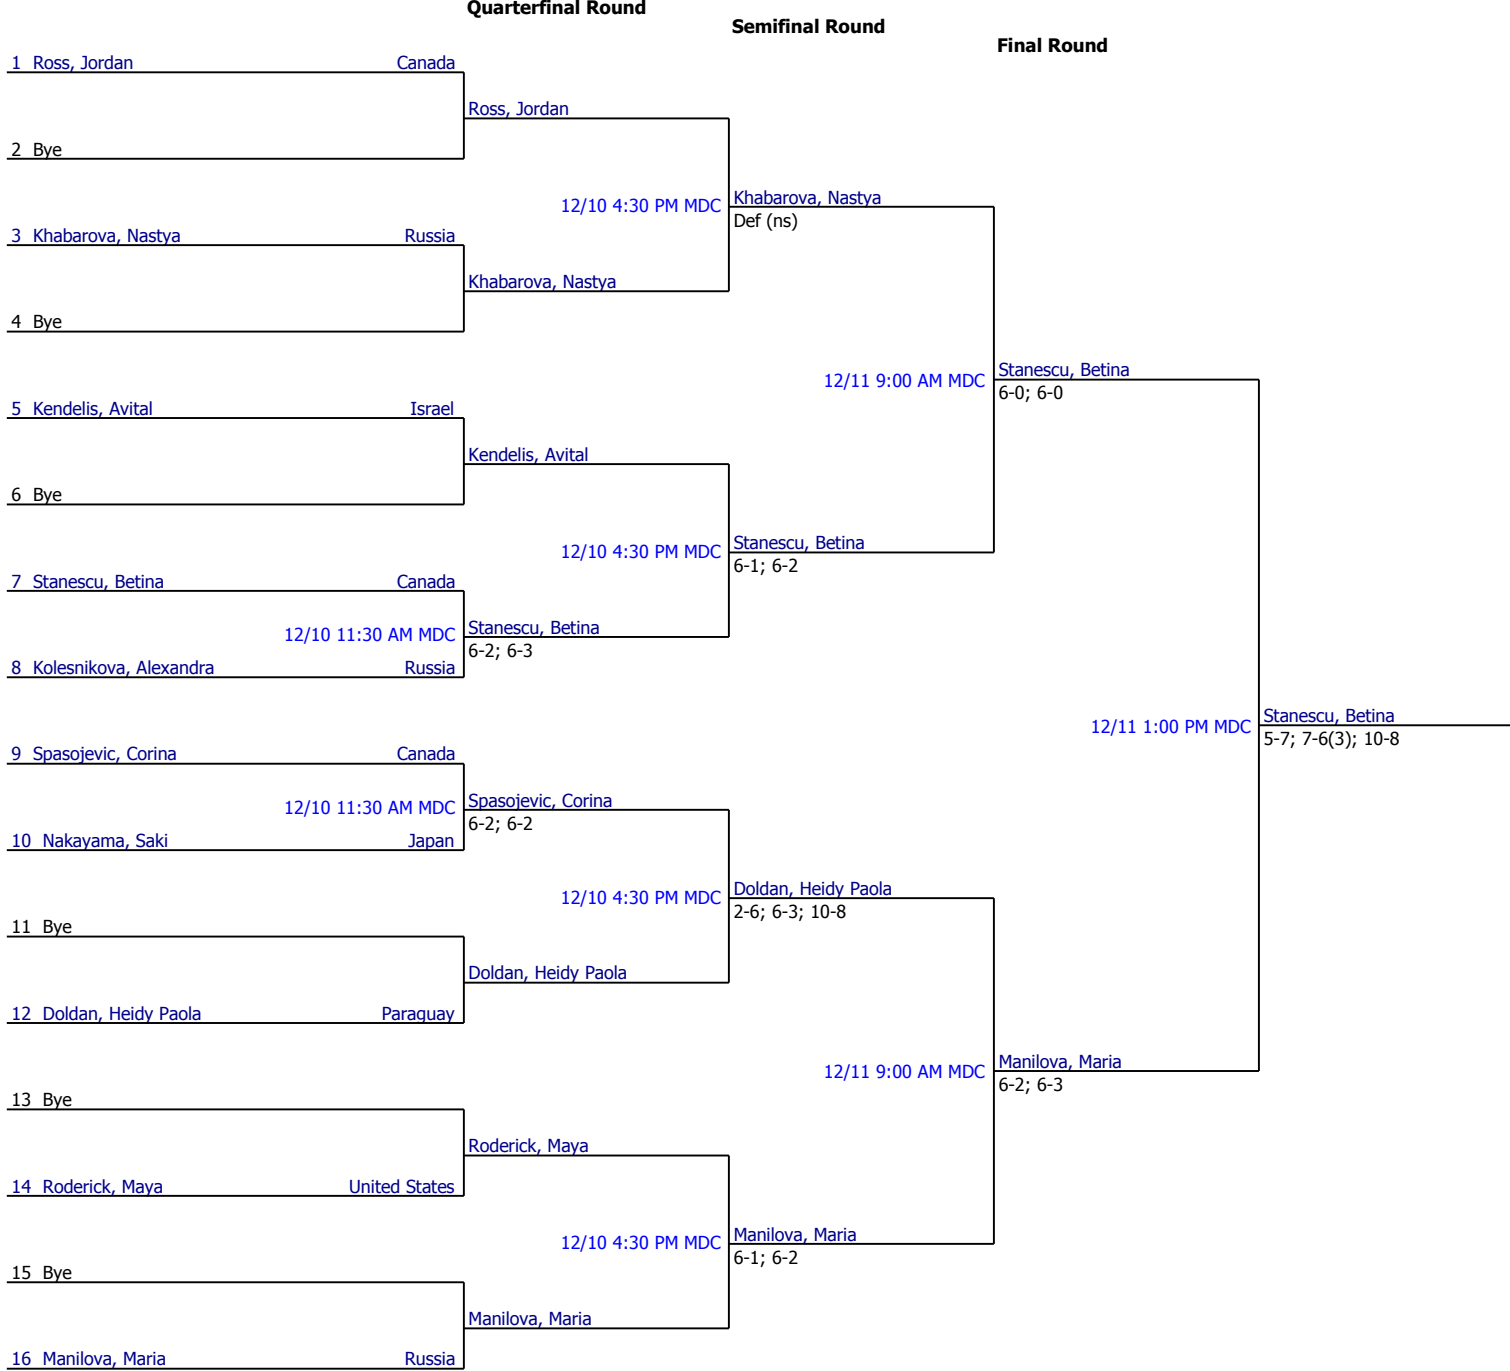 Quarterfinal Round
Semifinal Round
Final Round
1 Ross, Jordan Canada
Ross, Jordan
2 Bye
12/10 4:30 PM MDC Khabarova, Nastya
Def (ns)
3 Khabarova, Nastya Russia
Khabarova, Nastya
4 Bye
12/11 9:00 AM MDC Stanescu, Betina
6-0; 6-0
5 Kendelis, Avital Israel
Kendelis, Avital
6 Bye
12/10 4:30 PM MDC Stanescu, Betina
6-1; 6-2
7 Stanescu, Betina Canada
12/10 11:30 AM MDC Stanescu, Betina
6-2; 6-3
8 Kolesnikova, Alexandra Russia
12/11 1:00 PM MDC Stanescu, Betina
5-7; 7-6(3); 10-8
9 Spasojevic, Corina Canada
12/10 11:30 AM MDC Spasojevic, Corina
6-2; 6-2
10 Nakayama, Saki Japan
12/10 4:30 PM MDC Doldan, Heidy Paola
2-6; 6-3; 10-8
11 Bye
Doldan, Heidy Paola
12 Doldan, Heidy Paola Paraguay
12/11 9:00 AM MDC Manilova, Maria
6-2; 6-3
13 Bye
Roderick, Maya
14 Roderick, Maya United States
12/10 4:30 PM MDC Manilova, Maria
6-1; 6-2
15 Bye
Manilova, Maria
16 Manilova, Maria Russia